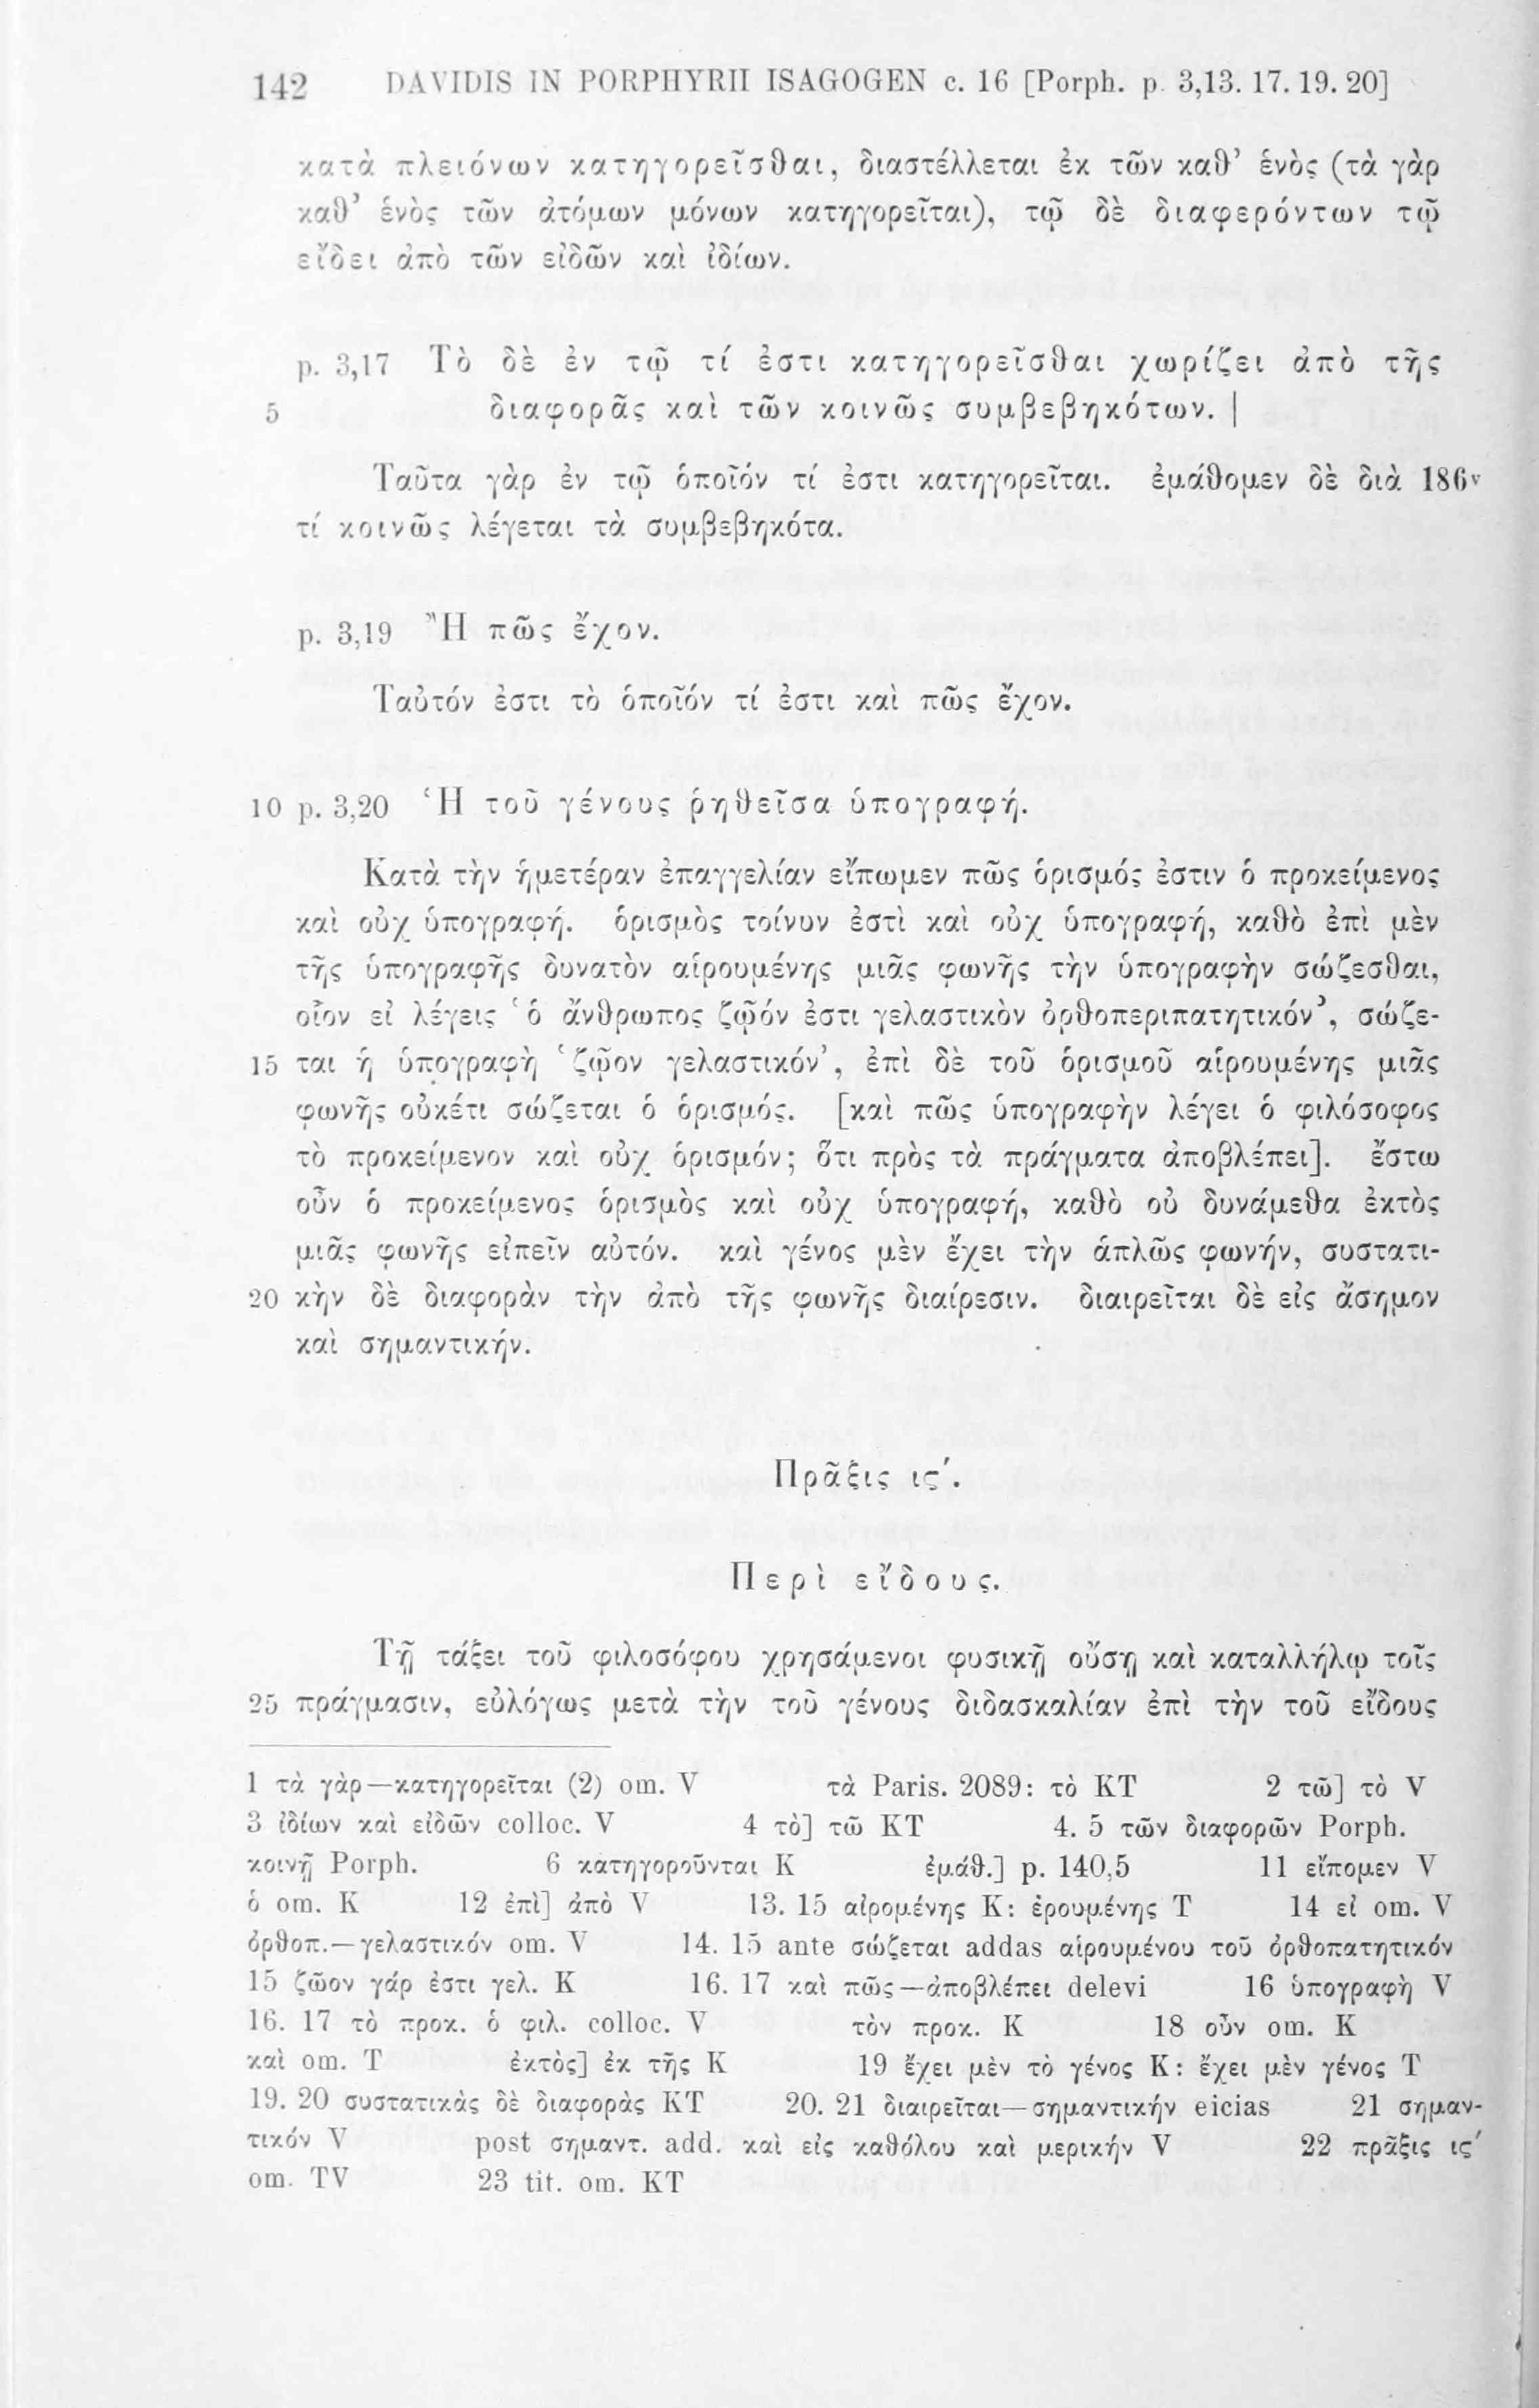 142 DAVIDIS IN PORPHYRII ISAGOGEN c. 16 [Porph. p. 3,13. 17. 19. 20]
κατὰ πλειόνων κατηγορεῖσθαι, διαστέλλεται ἐκ τῶν καθ’ ἑνὸς (τὰ γὰρ
καθ’ ἑνὸς τῶν ἀτόμων μόνων κατηγορεῖται), τῷ δὲ διαφερόντων τῷ
εἴδει ἀπὸ τῶν εἰδῶν καὶ ἰδίων.
p. 3,17 Τὸ δὲ ἐν τῷ τί ἐστι κατηγορεῖσθαι χωρίζει ἀπὸ τῆς
5 διαφορᾶς καὶ τῶν κοινῶς συμβεβηκότων. |
Ταῦτα γὰρ ἐν τῷ ὁποῖόν τί ἐστι κατηγορεῖται. ἐμάθομεν δὲ διὰ 186v
τί κοινῶς λέγεται τὰ συμβεβηκότα.
p. 3,19 Ἢ πῶς ἔχον.
Ταὐτόν ἐστι τὸ ὁποῖόν τί ἐστι καὶ πῶς ἔχον.
10 p. 3,20 Ἡ τοῦ γένους ῥηθεῖσα ὑπογραφή.
Κατὰ τὴν ἡμετέραν ἐπαγγελίαν εἴπωμεν πῶς ὁρισμός ἐστιν ὁ προκείμενος
καὶ οὐχ ὑπογραφή. ὁρισμὸς τοίνυν ἐστὶ καὶ οὐχ ὑπογραφή, καθὸ ἐπὶ μὲν
τῆς ὑπογραφῆς δυνατὸν αἱρουμένης μιᾶς φωνῆς τὴν ὑπογραφὴν σώζεσθαι,
οἷον εἰ λέγεις ‘ὁ ἄνθρωπος ζῷόν ἐστι γελαστικὸν ὀρθοπεριπατητικόν’, σώζε-
15 ται ἡ ὑπογραφὴ ‘ζῷον γελαστικόν’, ἐπὶ δὲ τοῦ ὁρισμοῦ αἱρουμένης μιᾶς
φωνῆς οὐκέτι σώζεται ὁ ὁρισμός. [καὶ πῶς ὑπογραφὴν λέγει ὁ φιλόσοφος
τὸ προκείμενον καὶ οὐχ ὁρισμόν; ὅτι πρὸς τὰ πράγματα ἀποβλέπει]. ἔστω
οὖν ὁ προκείμενος ὁρισμὸς καὶ οὐχ ὑπογραφή, καθὸ οὐ δυνάμεθα ἐκτὸς
μιᾶς φωνῆς εἰπεῖν αὐτόν. καὶ γένος μὲν ἔχει τὴν ἁπλῶς φωνήν, συστατι-
20 κὴν δὲ διαφορὰν τὴν ἀπὸ τῆς φωνῆς διαίρεσιν. διαιρεῖται δὲ εἰς ἄσημον
καὶ σημαντικήν.
Πρᾶξις ις′.
Περὶ εἴδους.
Τῇ τάξει τοῦ φιλοσόφου χρησάμενοι φυσικῇ οὔσῃ καὶ καταλλήλῳ τοῖς
25 πράγμασιν, εὐλόγως μετὰ τὴν τοῦ γένους διδασκαλίαν ἐπὶ τὴν τοῦ εἴδους
1 τὰ γὰρ—κατηγορεῖται (2) om. V τὰ Paris. 2089: τὸ KT 2 τῶ] τὸ V
3 ἰδίων καὶ εἰδῶν colloc. V 4 τὸ] τῶ KT 4. 5 τῶν διαφορῶν Porph.
κοινῇ Porph. 6 κατηγοροῦνται K ἐμάθ.] p. 140,5 11 εἴπομεν V
ὁ om. K 12 ἐπὶ] ἀπὸ V 13. 15 αἰρομένης K: ἐρουμένης T 14 εἰ om. V
ὀρθοπ.—γελαστικόν om. V 14. 15 ante σώζεται addas αἱρουμένου τοῦ ὀρθοπατητικόν
15 ζῶον γάρ ἐστι γελ. K 16. 17 καὶ πῶς—ἀποβλέπει delevi 16 ὑπογραφὴ V
16. 17 τὸ προκ. ὁ φιλ. colloc. V τὸν προκ. K 18 οὖν om. K
καὶ om. T ἐκτὸς] ἐκ τῆς K 19 ἔχει μὲν τὸ γένος K: ἔχει μὲν γένος T
19. 20 συστατικὰς δὲ διαφορὰς KT 20. 21 διαιρεῖται—σημαντικήν eicias 21 σημαν-
τικόν V post σημαντ. add. καὶ εἰς καθόλου καὶ μερικήν V 22 πρᾶξις ις′
om. TV 23 tit. om. KT